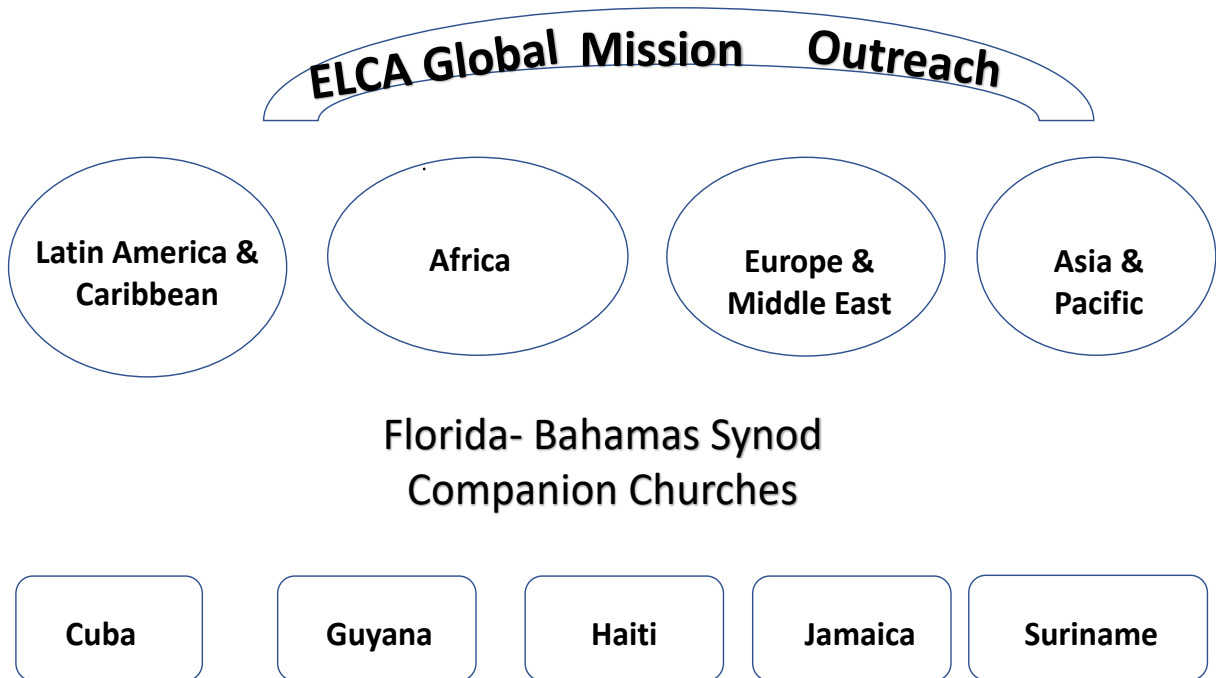 ELCA Global Mission Outreach
Latin America &
Caribbean
Africa
Europe &
Middle East
Asia &
Pacific
Florida- Bahamas Synod
Companion Churches
Cuba
Guyana
Haiti
Jamaica
Suriname